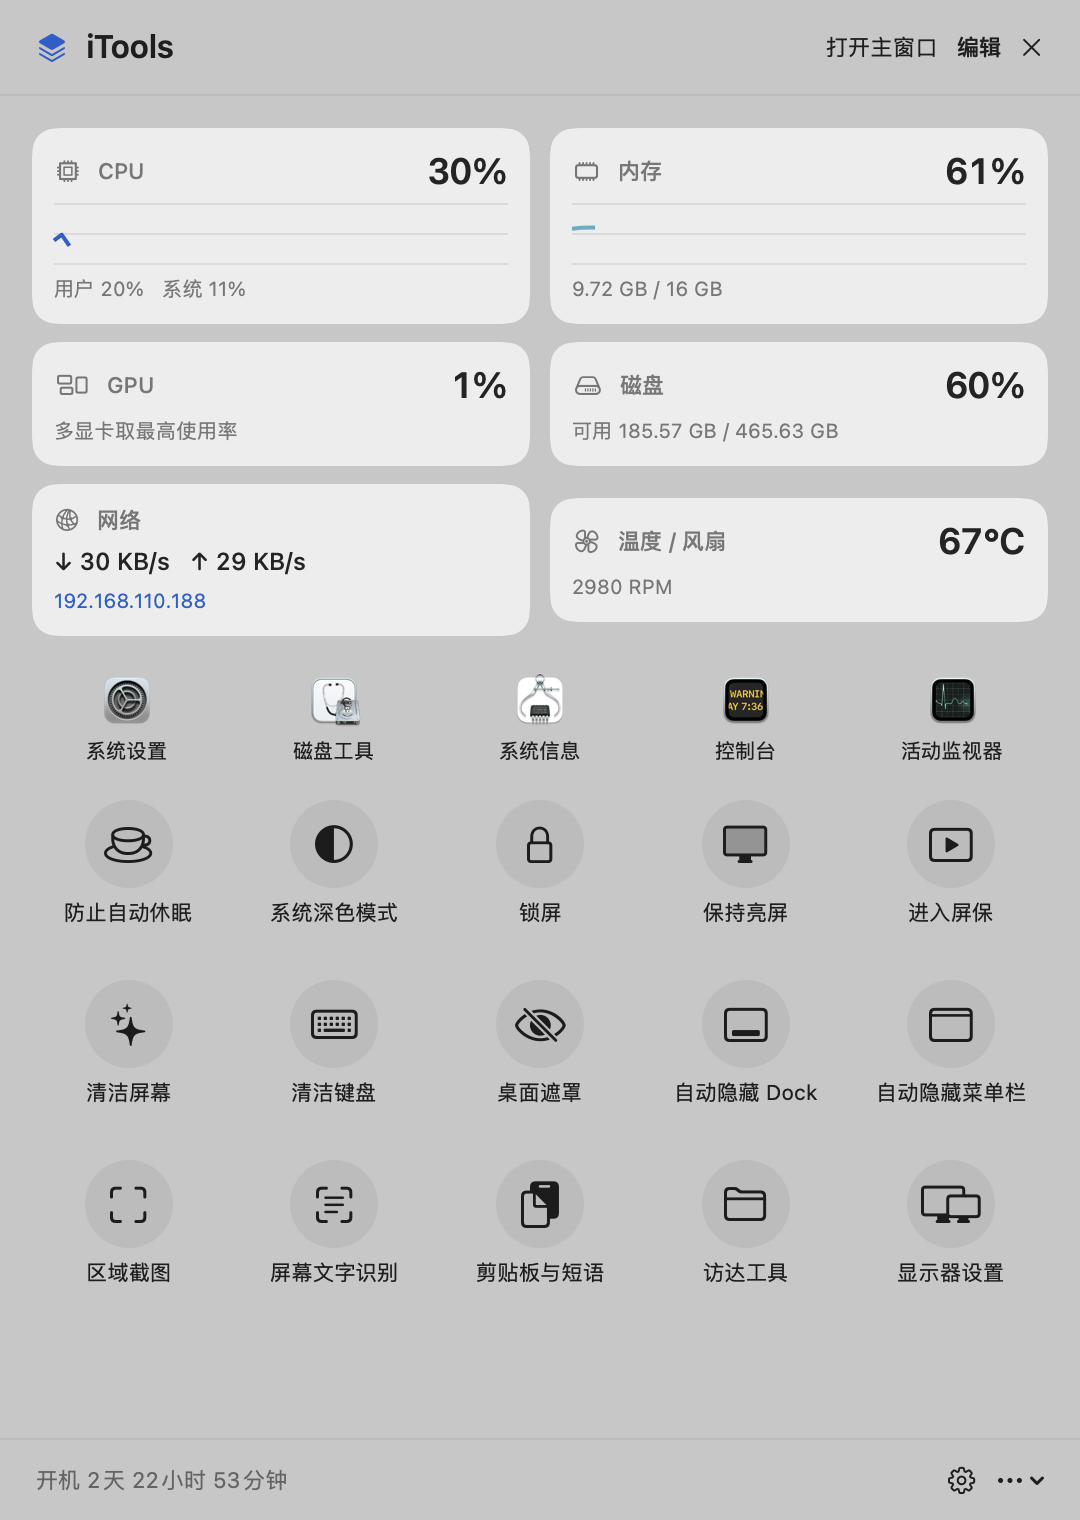 iTools
打开主窗口 编辑
CPU 30%
用户 20% 系统 11%
内存 61%
9.72 GB / 16 GB
GPU 1%
多显卡取最高使用率
磁盘 60%
可用 185.57 GB / 465.63 GB
网络
↓ 30 KB/s ↑ 29 KB/s
192.168.110.188
温度 / 风扇 67°C
2980 RPM
WARNIN
AY 7:36
系统设置 磁盘工具 系统信息 控制台 活动监视器
防止自动休眠 系统深色模式 锁屏 保持亮屏 进入屏保
清洁屏幕 清洁键盘 桌面遮罩 自动隐藏 Dock 自动隐藏菜单栏
区域截图 屏幕文字识别 剪贴板与短语 访达工具 显示器设置
开机 2天 22小时 53分钟